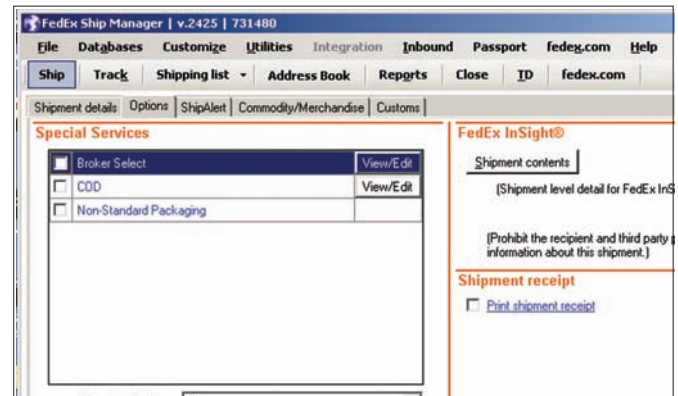 FedEx Ship Manager | v.2425 | 731480
File Databases Customize Utilities Integration Inbound Passport fedex.com Help
Ship Track Shipping list Address Book Reports Close ID fedex.com
Shipment details Options ShipAlert Commodity/Merchandise Customs
Special Services
Broker Select View/Edit
COD View/Edit
Non-Standard Packaging
FedEx InSight®
Shipment contents
(Shipment level detail for FedEx InS
(Prohibit the recipient and third party
information about this shipment.)
Shipment receipt
Print shipment receipt